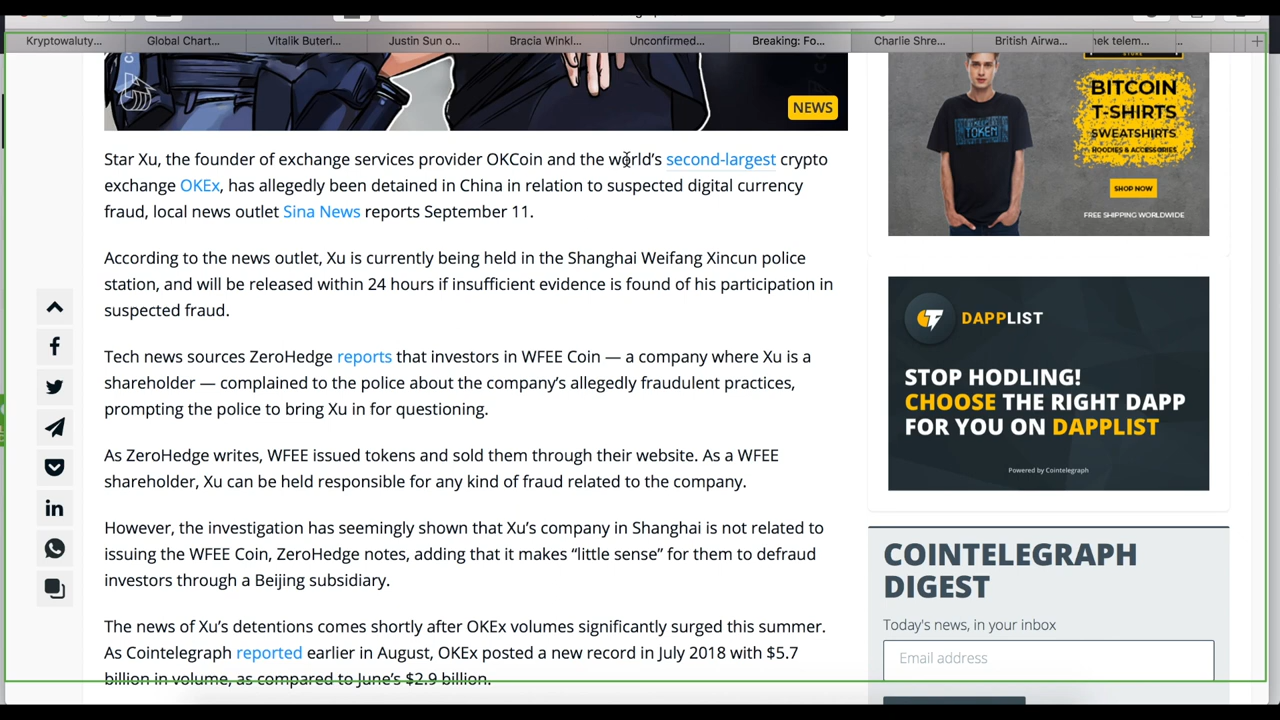 Kryptowaluty...
Global Chart...
Vitalik Buteri...
Justin Sun o...
Bracia Winkl...
Unconfirmed...
Breaking: Fo...
Charlie Shre...
British Airwa...
nek telem...
NEWS
Star Xu, the founder of exchange services provider OKCoin and the world's second-largest crypto
exchange OKEx, has allegedly been detained in China in relation to suspected digital currency
fraud, local news outlet Sina News reports September 11.
According to the news outlet, Xu is currently being held in the Shanghai Weifang Xincun police
station, and will be released within 24 hours if insufficient evidence is found of his participation in
suspected fraud.
Tech news sources ZeroHedge reports that investors in WFEE Coin — a company where Xu is a
shareholder — complained to the police about the company's allegedly fraudulent practices,
prompting the police to bring Xu in for questioning.
As ZeroHedge writes, WFEE issued tokens and sold them through their website. As a WFEE
shareholder, Xu can be held responsible for any kind of fraud related to the company.
However, the investigation has seemingly shown that Xu's company in Shanghai is not related to
issuing the WFEE Coin, ZeroHedge notes, adding that it makes “little sense” for them to defraud
investors through a Beijing subsidiary.
The news of Xu's detentions comes shortly after OKEx volumes significantly surged this summer.
As Cointelegraph reported earlier in August, OKEx posted a new record in July 2018 with $5.7
billion in volume, as compared to June's $2.9 billion.
TOKEM
BITCOIN
T-SHIRTS
SWEATSHIRTS
HOODIES & ACCESSORIES
SHOP NOW
FREE SHIPPING WORLDWIDE
DAPPLIST
STOP HODLING!
CHOOSE THE RIGHT DAPP
FOR YOU ON DAPPLIST
Powered by Cointelegraph
COINTELEGRAPH
DIGEST
Today's news, in your inbox
Email address